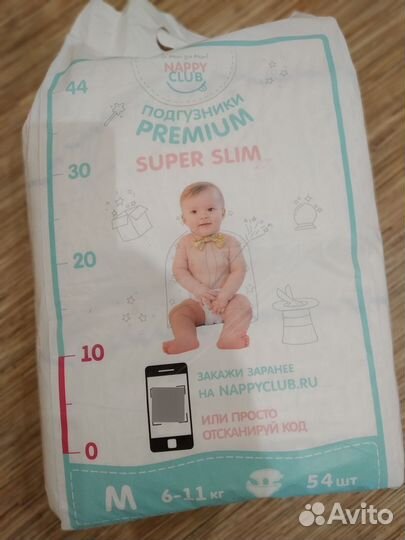 NAPPY
CLUB
ПОДГУЗНИКИ
PREMIUM
SUPER SLIM
44
30
20
10
0
ЗАКАЖИ ЗАРАНЕЕ
НА NAPPYCLUB.RU
ИЛИ ПРОСТО
ОТСКАНИРУЙ КОД
M 6-11 КГ 54 ШТ
Avito